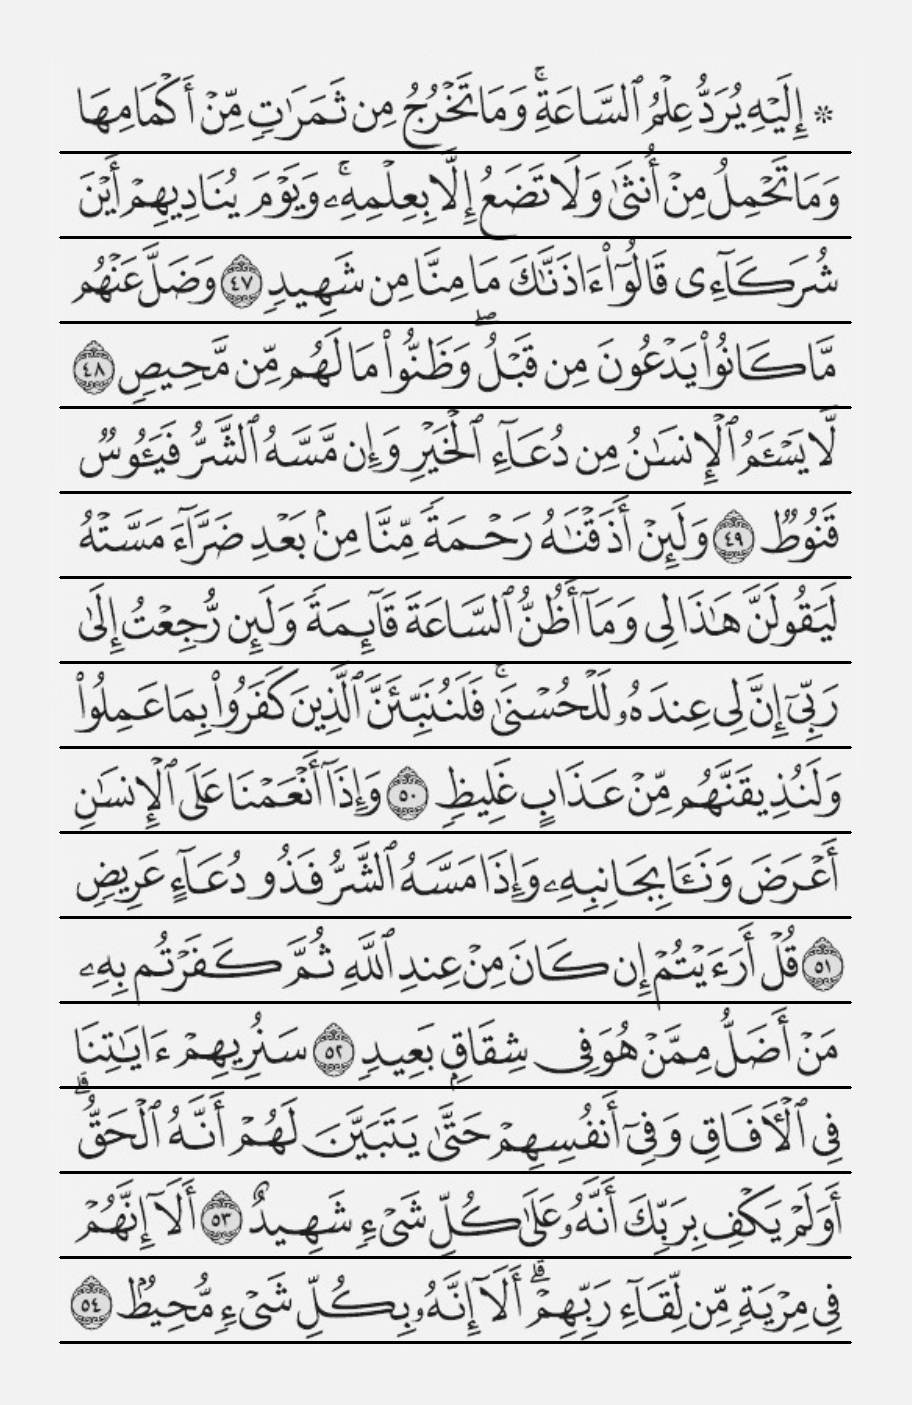 ۞ إِلَيْهِ يُرَدُّ عِلْمُ ٱلسَّاعَةِۚ وَمَا تَخْرُجُ مِن ثَمَرَٰتٍ مِّنْ أَكْمَامِهَا
وَمَا تَحْمِلُ مِنْ أُنثَىٰ وَلَا تَضَعُ إِلَّا بِعِلْمِهِۦۚ وَيَوْمَ يُنَادِيهِمْ أَيْنَ
شُرَكَآءِى قَالُوٓا۟ ءَاذَنَّٰكَ مَا مِنَّا مِن شَهِيدٍ ٤٧ وَضَلَّ عَنْهُم
مَّا كَانُوا۟ يَدْعُونَ مِن قَبْلُۖ وَظَنُّوا۟ مَا لَهُم مِّن مَّحِيصٍ ٤٨
لَّا يَسْـَٔمُ ٱلْإِنسَٰنُ مِن دُعَآءِ ٱلْخَيْرِ وَإِن مَّسَّهُ ٱلشَّرُّ فَيَـُٔوسٌ
قَنُوطٌ ٤٩ وَلَئِنْ أَذَقْنَٰهُ رَحْمَةً مِّنَّا مِنۢ بَعْدِ ضَرَّآءَ مَسَّتْهُ
لَيَقُولَنَّ هَٰذَا لِى وَمَآ أَظُنُّ ٱلسَّاعَةَ قَآئِمَةً وَلَئِن رُّجِعْتُ إِلَىٰ
رَبِّىٓ إِنَّ لِى عِندَهُۥ لَلْحُسْنَىٰۚ فَلَنُنَبِّئَنَّ ٱلَّذِينَ كَفَرُوا۟ بِمَا عَمِلُوا۟
وَلَنُذِيقَنَّهُم مِّنْ عَذَابٍ غَلِيظٍ ٥٠ وَإِذَآ أَنْعَمْنَا عَلَى ٱلْإِنسَٰنِ
أَعْرَضَ وَنَـَٔا بِجَانِبِهِۦ وَإِذَا مَسَّهُ ٱلشَّرُّ فَذُو دُعَآءٍ عَرِيضٍ
٥١ قُلْ أَرَءَيْتُمْ إِن كَانَ مِنْ عِندِ ٱللَّهِ ثُمَّ كَفَرْتُم بِهِۦ
مَنْ أَضَلُّ مِمَّنْ هُوَ فِى شِقَاقٍۭ بَعِيدٍ ٥٢ سَنُرِيهِمْ ءَايَٰتِنَا
فِى ٱلْـَٔافَاقِ وَفِىٓ أَنفُسِهِمْ حَتَّىٰ يَتَبَيَّنَ لَهُمْ أَنَّهُ ٱلْحَقُّۗ
أَوَلَمْ يَكْفِ بِرَبِّكَ أَنَّهُۥ عَلَىٰ كُلِّ شَىْءٍ شَهِيدٌ ٥٣ أَلَآ إِنَّهُمْ
فِى مِرْيَةٍ مِّن لِّقَآءِ رَبِّهِمْۗ أَلَآ إِنَّهُۥ بِكُلِّ شَىْءٍ مُّحِيطٌۢ ٥٤